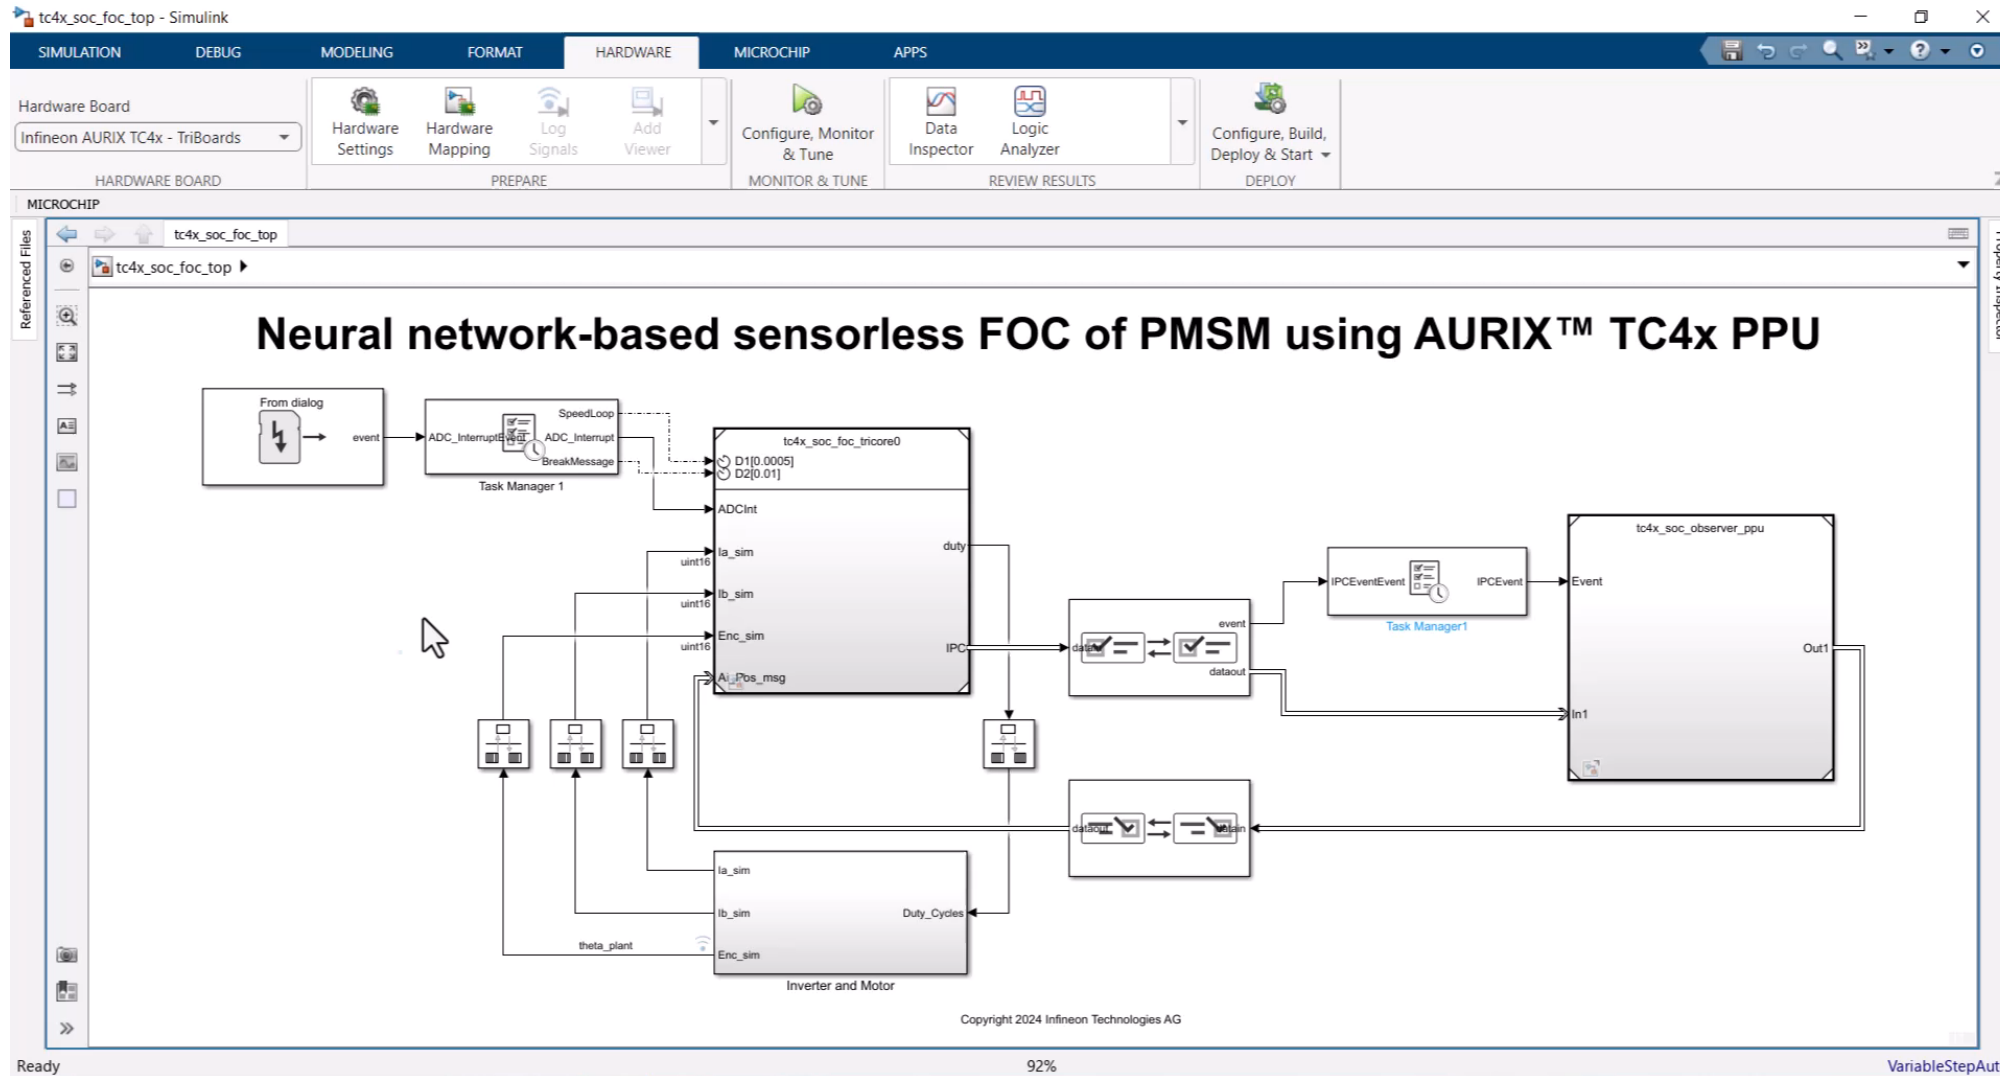 tc4x_soc_foc_top - Simulink
SIMULATION DEBUG MODELING FORMAT HARDWARE MICROCHIP APPS
Hardware Board
Infineon AURIX TC4x - TriBoards
HARDWARE BOARD
Hardware
Settings
Hardware
Mapping
Log
Signals
Add
Viewer
PREPARE
Configure, Monitor
& Tune
MONITOR & TUNE
Data
Inspector
Logic
Analyzer
REVIEW RESULTS
Configure, Build,
Deploy & Start
DEPLOY
MICROCHIP
Referenced Files
tc4x_soc_foc_top
tc4x_soc_foc_top
Neural network-based sensorless FOC of PMSM using AURIX™ TC4x PPU
From dialog
event
SpeedLoop
ADC_InterruptEvent
ADC_Interrupt
BreakMessage
Task Manager 1
tc4x_soc_foc_tricore0
D1[0.0005]
D2[0.01]
ADCInt
Ia_sim
uint16
Ib_sim
uint16
Enc_sim
uint16
Pos_msg
duty
IPC
event
dataout
IPCEventEvent
IPCEvent
Task Manager1
tc4x_soc_observer_ppu
Event
Out1
In1
dataout
datain
Ia_sim
Ib_sim
Duty_Cycles
theta_plant
Enc_sim
Inverter and Motor
Copyright 2024 Infineon Technologies AG
Ready
92%
VariableStepAut